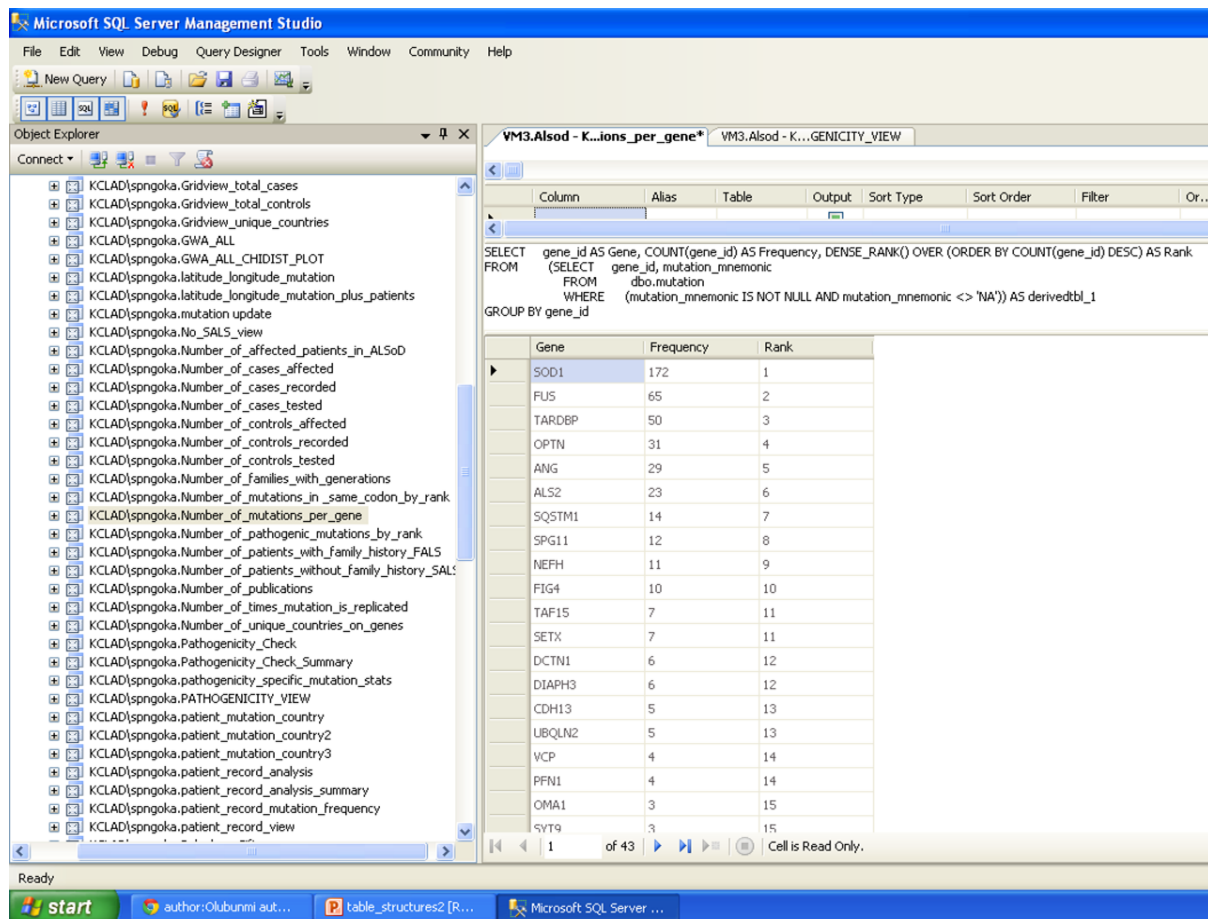 Microsoft SQL Server Management Studio
File Edit View Debug Query Designer Tools Window Community Help
New Query
Object Explorer
Connect
KCLAD\spngoka.Gridview_total_cases
KCLAD\spngoka.Gridview_total_controls
KCLAD\spngoka.Gridview_unique_countries
KCLAD\spngoka.GWA_ALL
KCLAD\spngoka.GWA_ALL_CHIDIST_PLOT
KCLAD\spngoka.latitude_longitude_mutation
KCLAD\spngoka.latitude_longitude_mutation_plus_patients
KCLAD\spngoka.mutation update
KCLAD\spngoka.No_SALS_view
KCLAD\spngoka.Number_of_affected_patients_in_ALSoD
KCLAD\spngoka.Number_of_cases_affected
KCLAD\spngoka.Number_of_cases_recorded
KCLAD\spngoka.Number_of_cases_tested
KCLAD\spngoka.Number_of_controls_affected
KCLAD\spngoka.Number_of_controls_recorded
KCLAD\spngoka.Number_of_controls_tested
KCLAD\spngoka.Number_of_families_with_generations
KCLAD\spngoka.Number_of_mutations_in _same_codon_by_rank
KCLAD\spngoka.Number_of_mutations_per_gene
KCLAD\spngoka.Number_of_pathogenic_mutations_by_rank
KCLAD\spngoka.Number_of_patients_with_family_history_FALS
KCLAD\spngoka.Number_of_patients_without_family_history_SALS
KCLAD\spngoka.Number_of_publications
KCLAD\spngoka.Number_of_times_mutation_is_replicated
KCLAD\spngoka.Number_of_unique_countries_on_genes
KCLAD\spngoka.Pathogenicity_Check
KCLAD\spngoka.Pathogenicity_Check_Summary
KCLAD\spngoka.pathogenicity_specific_mutation_stats
KCLAD\spngoka.PATHOGENICITY_VIEW
KCLAD\spngoka.patient_mutation_country
KCLAD\spngoka.patient_mutation_country2
KCLAD\spngoka.patient_mutation_country3
KCLAD\spngoka.patient_record_analysis
KCLAD\spngoka.patient_record_analysis_summary
KCLAD\spngoka.patient_record_mutation_frequency
KCLAD\spngoka.patient_record_view
VM3.Alsod - K...ions_per_gene* VM3.Alsod - K...GENICITY_VIEW
Column Alias Table Output Sort Type Sort Order Filter Or...
SELECT gene_id AS Gene, COUNT(gene_id) AS Frequency, DENSE_RANK() OVER (ORDER BY COUNT(gene_id) DESC) AS Rank
FROM (SELECT gene_id, mutation_mnemonic
FROM dbo.mutation
WHERE (mutation_mnemonic IS NOT NULL AND mutation_mnemonic <> 'NA')) AS derivedtbl_1
GROUP BY gene_id
Gene Frequency Rank
SOD1 172 1
FUS 65 2
TARDBP 50 3
OPTN 31 4
ANG 29 5
ALS2 23 6
SQSTM1 14 7
SPG11 12 8
NEFH 11 9
FIG4 10 10
TAF15 7 11
SETX 7 11
DCTN1 6 12
DIAPH3 6 12
CDH13 5 13
UBQLN2 5 13
VCP 4 14
PFN1 4 14
OMA1 3 15
SYT9 3 15
1 of 43 Cell is Read Only.
Ready
start author:Olubunmi aut... table_structures2 [R... Microsoft SQL Server ...